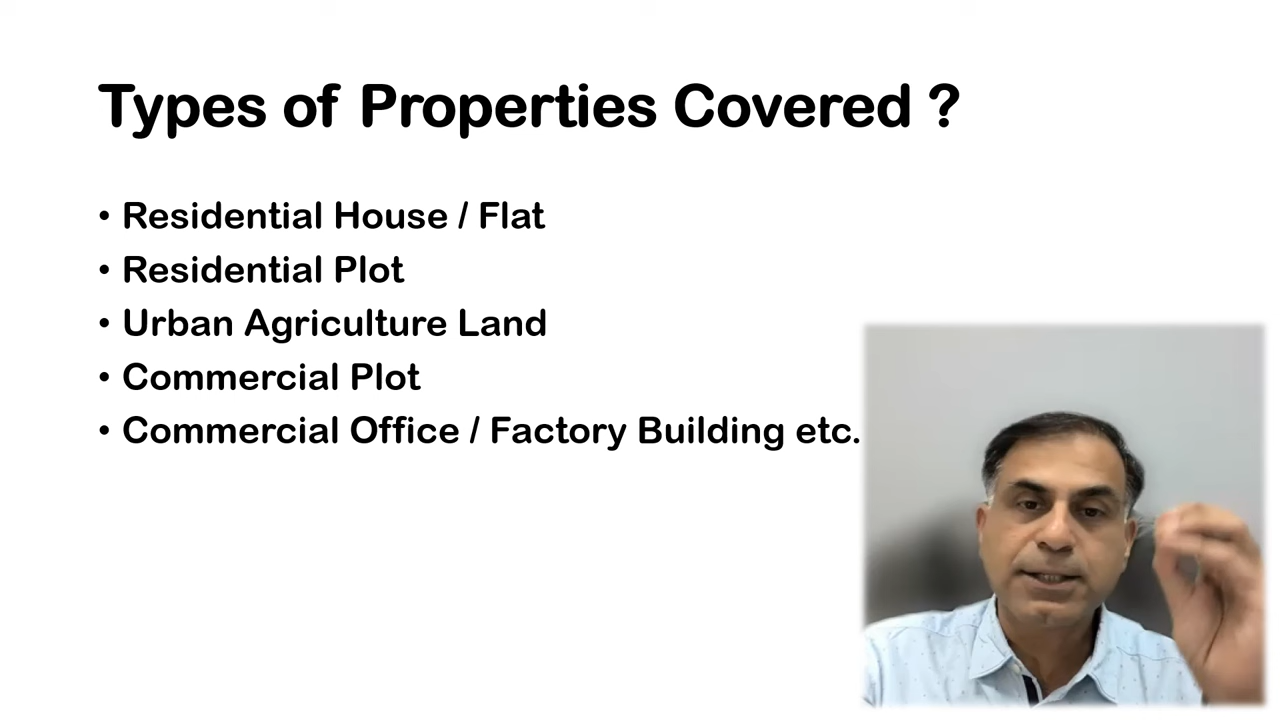 Types of Properties Covered ?
• Residential House / Flat
• Residential Plot
• Urban Agriculture Land
• Commercial Plot
• Commercial Office / Factory Building etc.